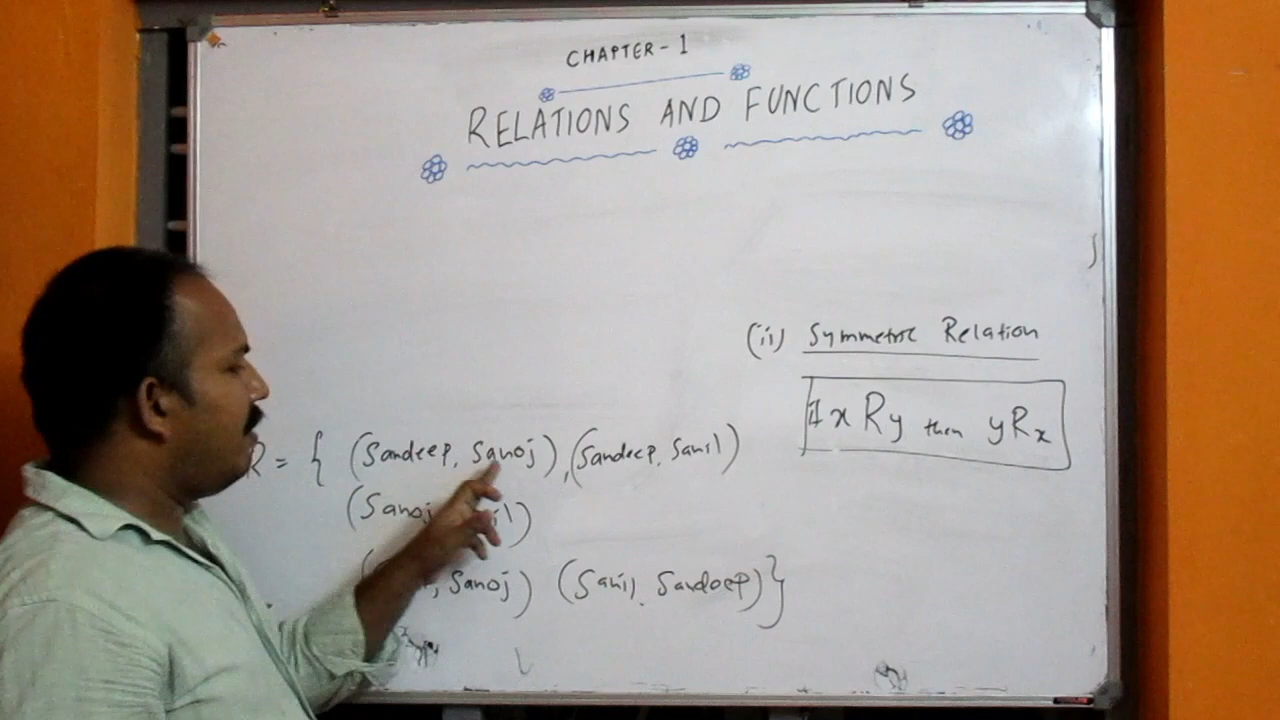 CHAPTER - 1
RELATIONS AND FUNCTIONS
(ii) Symmetric Relation
If x R y then y R x
R = { (Sandeep, Sanoj), (Sandeep, Sanil)
(Sanoj
, Sanoj) (Sanil, Sandeep)}